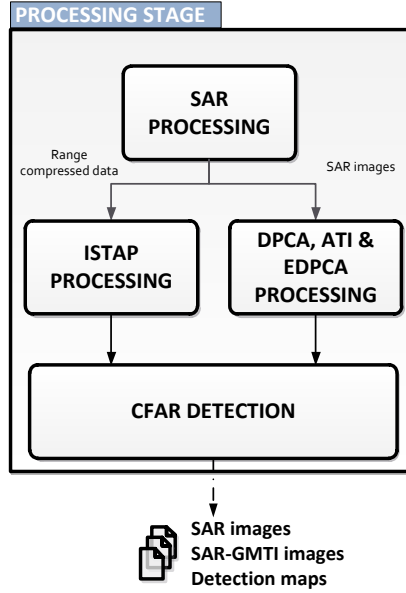 PROCESSING STAGE
SAR
PROCESSING
Range
compressed data
SAR images
ISTAP
PROCESSING
DPCA, ATI &
EDPCA
PROCESSING
CFAR DETECTION
SAR images
SAR-GMTI images
Detection maps